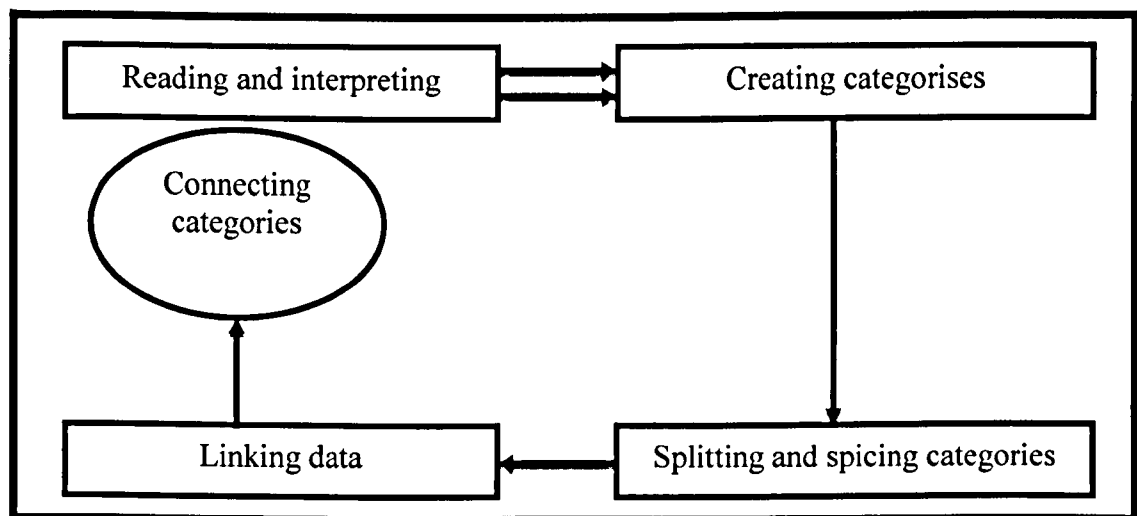 Reading and interpreting
Creating categorises
Connecting
categories
Linking data
Splitting and spicing categories